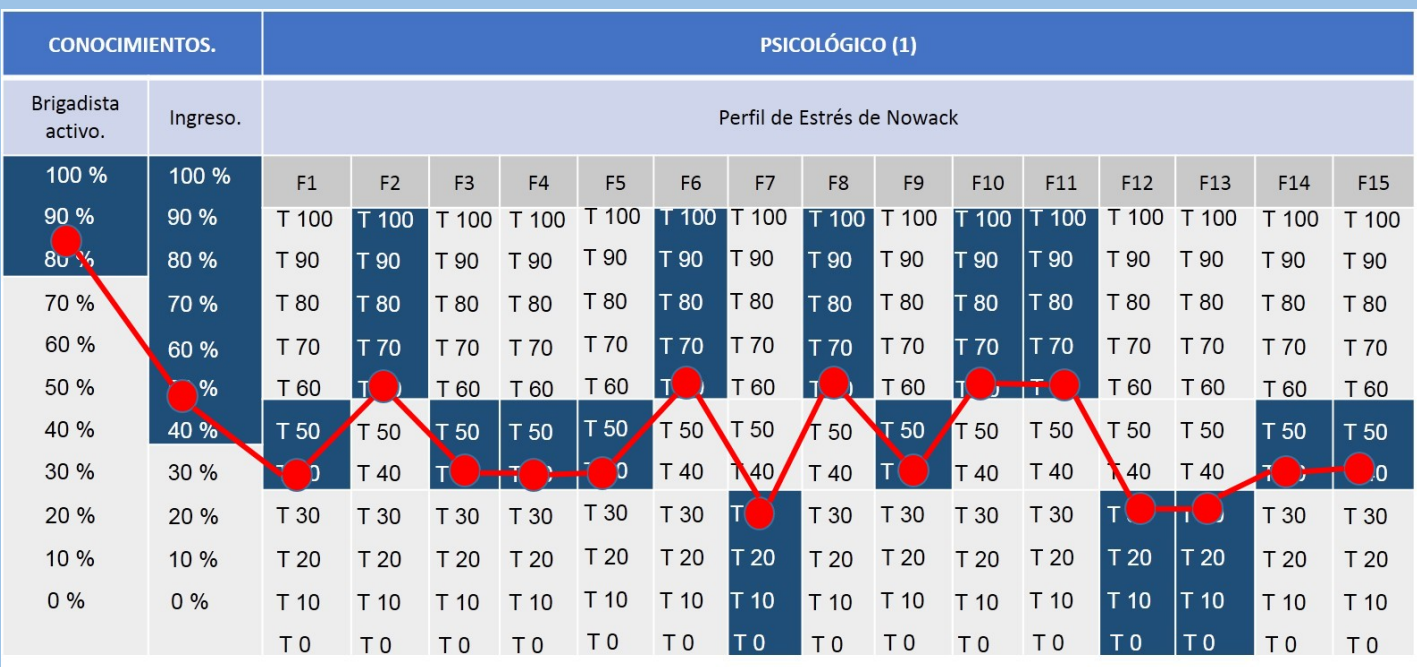 CONOCIMIENTOS. PSICOLÓGICO (1)
Brigadista activo. Ingreso. Perfil de Estrés de Nowack
100 % 100 % F1 F2 F3 F4 F5 F6 F7 F8 F9 F10 F11 F12 F13 F14 F15
90 % 90 % T 100 T 100 T 100 T 100 T 100 T 100 T 100 T 100 T 100 T 100 T 100 T 100 T 100 T 100 T 100
80 % 80 % T 90 T 90 T 90 T 90 T 90 T 90 T 90 T 90 T 90 T 90 T 90 T 90 T 90 T 90 T 90
70 % 70 % T 80 T 80 T 80 T 80 T 80 T 80 T 80 T 80 T 80 T 80 T 80 T 80 T 80 T 80 T 80
60 % 60 % T 70 T 70 T 70 T 70 T 70 T 70 T 70 T 70 T 70 T 70 T 70 T 70 T 70 T 70 T 70
50 % % T 60 T T 60 T 60 T 60 T T 60 T 60 T T T 60 T 60 T 60 T 60
40 % 40 % T 50 T 50 T 50 T 50 T 50 T 50 T 50 T 50 T 50 T 50 T 50 T 50 T 50 T 50 T 50
30 % 30 % T 40 T T 40 T 40 T 40 T T 40 T 40 T 40 T 40
20 % 20 % T 30 T 30 T 30 T 30 T 30 T 30 T T 30 T 30 T 30 T 30 T T T 30 T 30
10 % 10 % T 20 T 20 T 20 T 20 T 20 T 20 T 20 T 20 T 20 T 20 T 20 T 20 T 20 T 20 T 20
0 % 0 % T 10 T 10 T 10 T 10 T 10 T 10 T 10 T 10 T 10 T 10 T 10 T 10 T 10 T 10 T 10
T 0 T 0 T 0 T 0 T 0 T 0 T 0 T 0 T 0 T 0 T 0 T 0 T 0 T 0 T 0